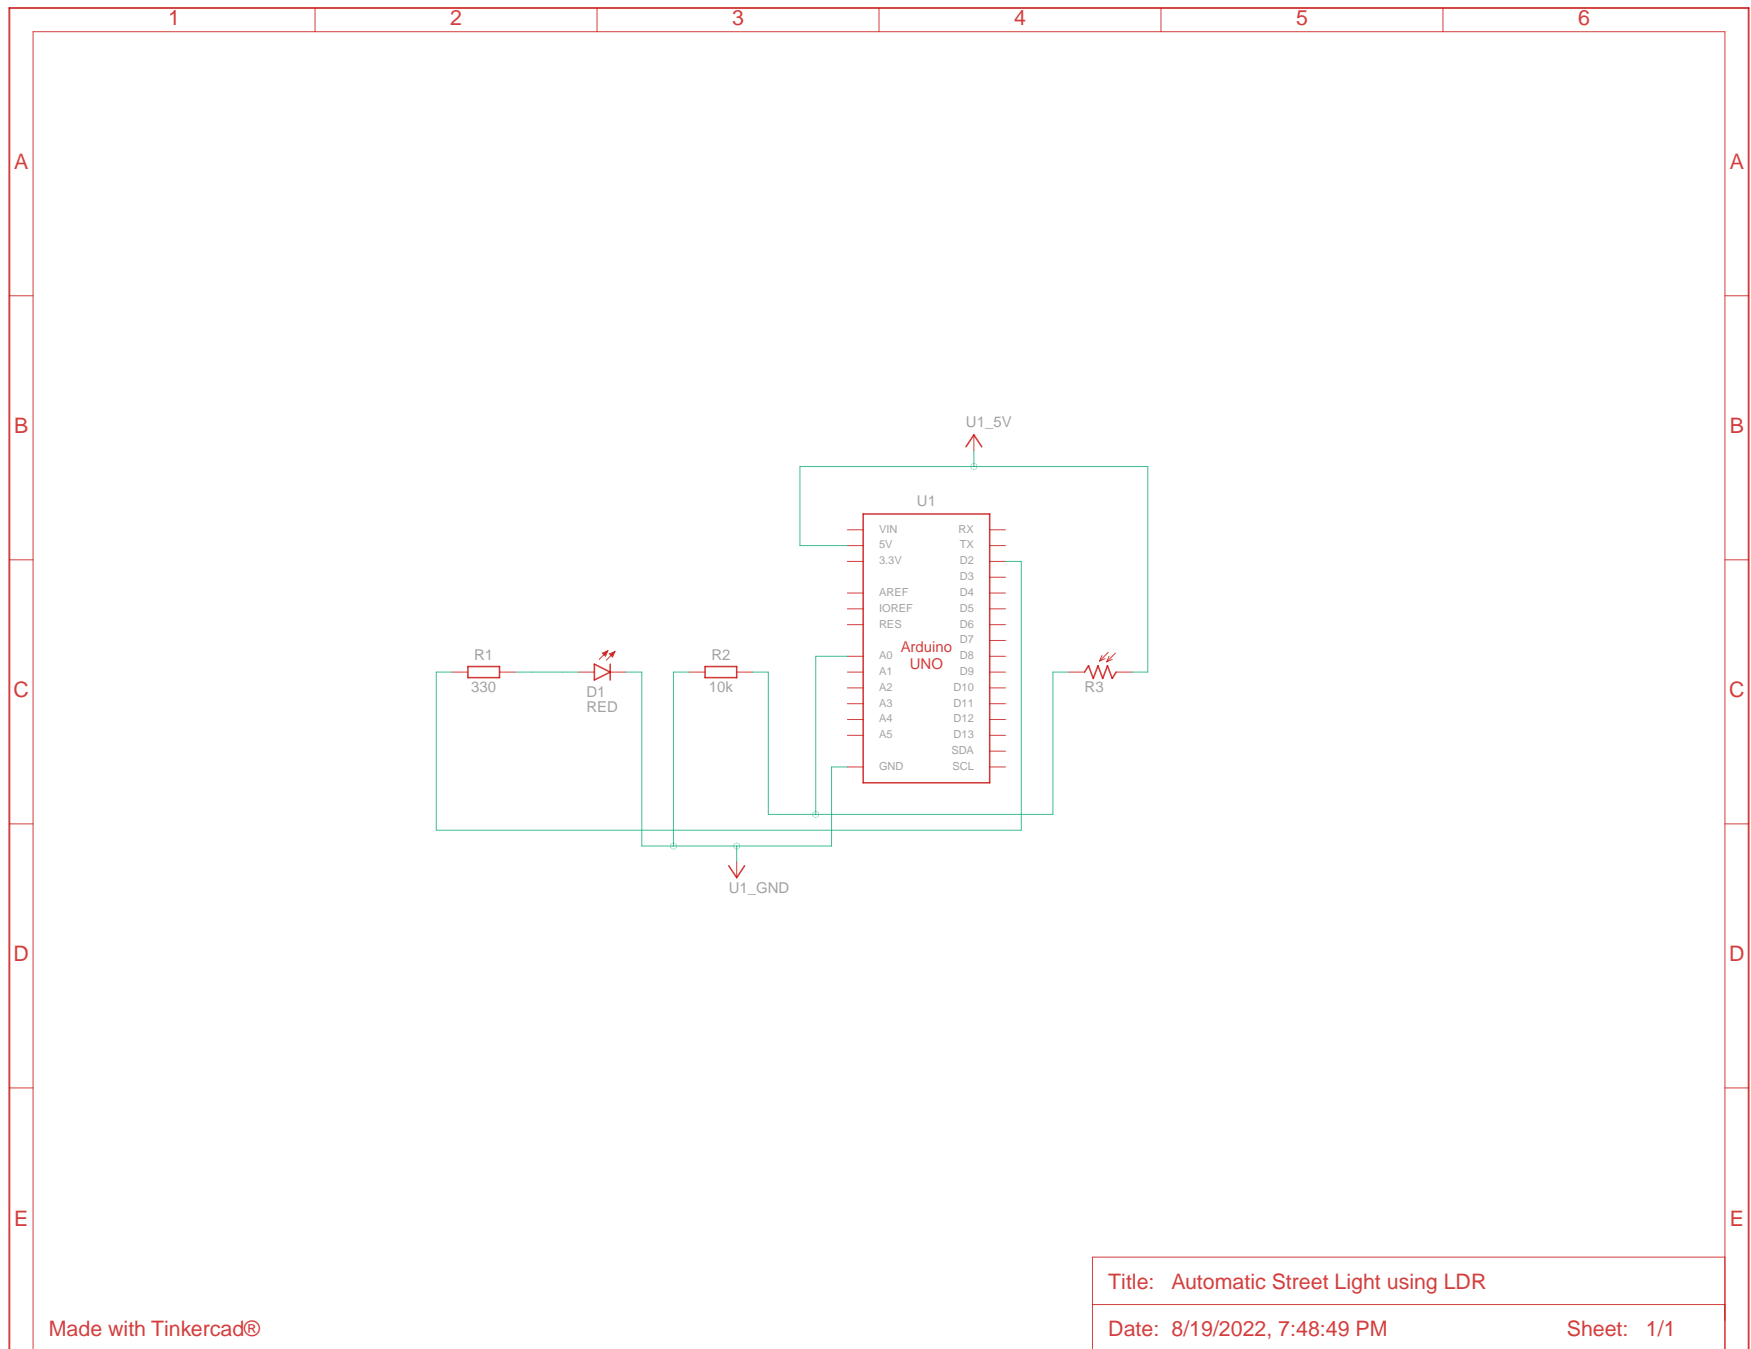 1 2 3 4 5 6
A A
B B
U1_5V
U1
VIN RX
5V TX
3.3V D2
D3
AREF D4
IOREF D5
RES D6
D7
A0 Arduino D8
UNO
A1 D9
A2 D10
A3 D11
A4 D12
A5 D13
SDA
GND SCL
R1 R2
330 10k
D1
RED
R3
C C
U1_GND
D D
E E
Title: Automatic Street Light using LDR
Made with Tinkercad® Date: 8/19/2022, 7:48:49 PM Sheet: 1/1